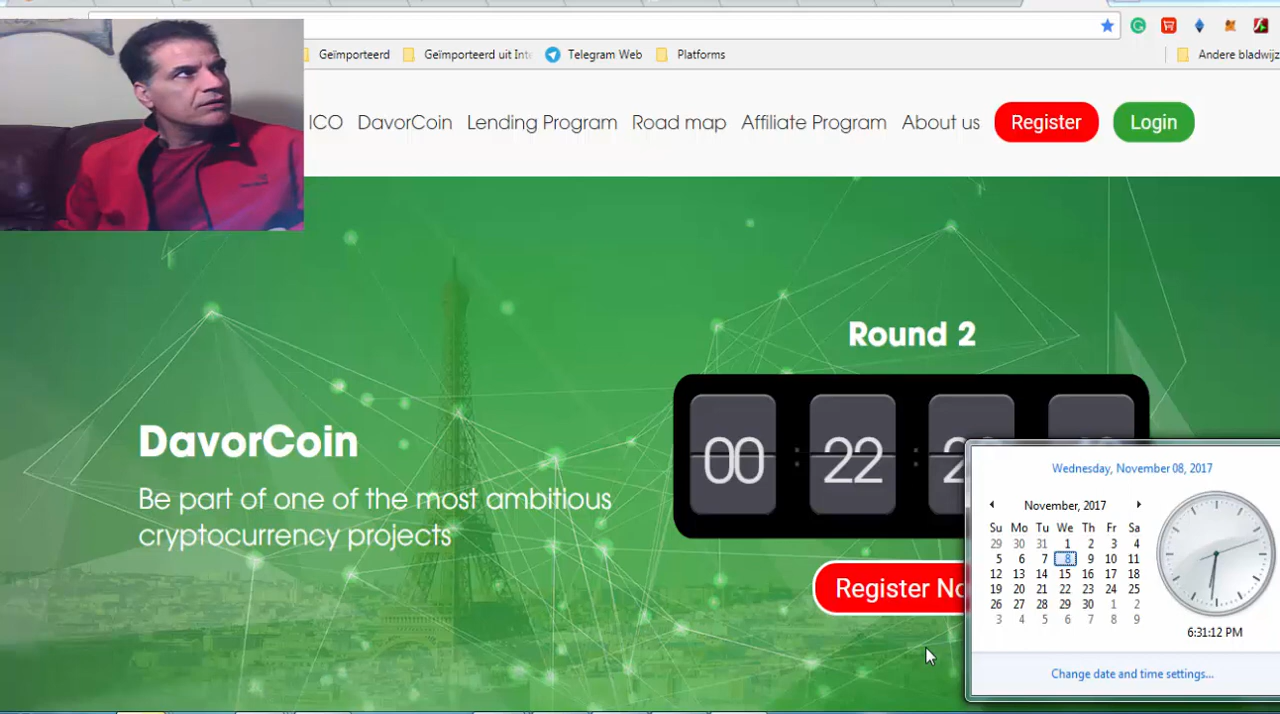 Geïmporteerd
Geïmporteerd uit
Telegram Web
Platforms
Andere bladwijz
ICO
DavorCoin
Lending Program
Road map
Affiliate Program
About us
Register
Login
Round 2
00 : 22 : 2
DavorCoin
Be part of one of the most ambitious
cryptocurrency projects
Register No
Wednesday, November 08, 2017
November, 2017
Su Mo Tu We Th Fr Sa
29 30 31 1 2 3 4
5 6 7 8 9 10 11
12 13 14 15 16 17 18
19 20 21 22 23 24 25
26 27 28 29 30 1 2
3 4 5 6 7 8 9
6:31:12 PM
Change date and time settings...